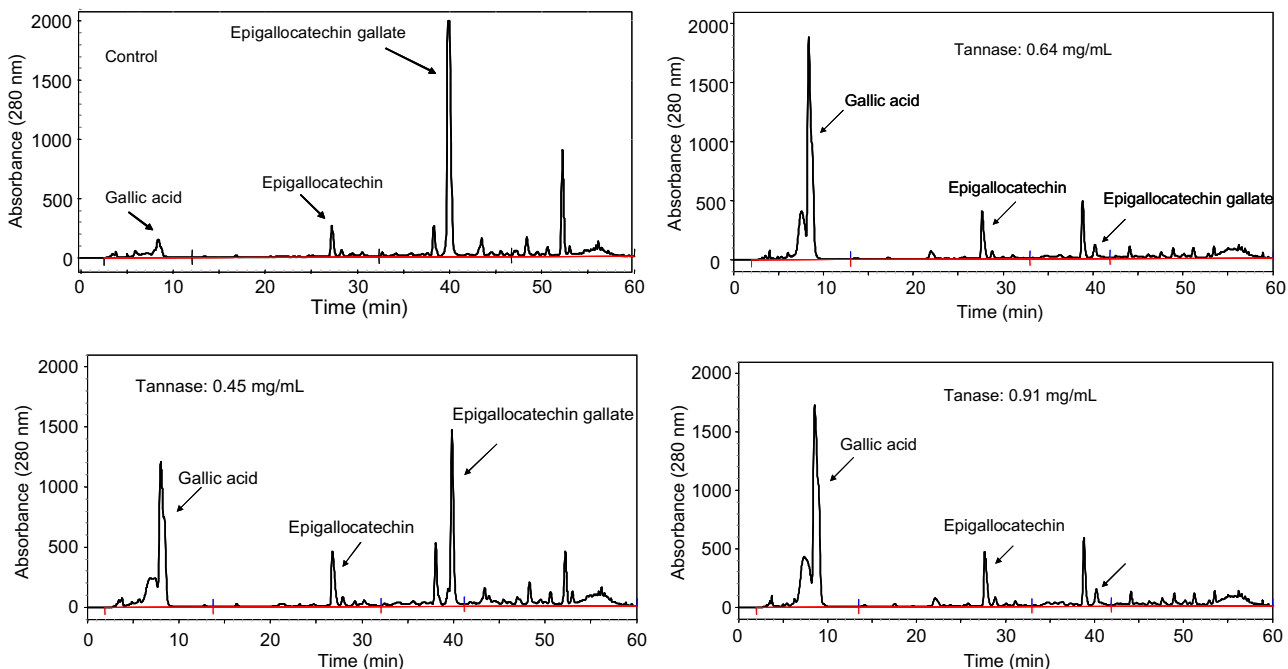 2000
1500
1000
500
0
Absorbance (280 nm)
Control
Epigallocatechin gallate
Epigallocatechin
Gallic acid
0 10 20 30 40 50 60
Time (min)
2000
1500
1000
500
0
Absorbance (280 nm)
Tannase: 0.64 mg/mL
Gallic acid
Epigallocatechin
Epigallocatechin gallate
0 10 20 30 40 50 60
Time (min)
2000
1500
1000
500
0
Absorbance (280 nm)
Tannase: 0.45 mg/mL
Epigallocatechin gallate
Gallic acid
Epigallocatechin
0 10 20 30 40 50 60
Time (min)
2000
1500
1000
500
0
Absorbance (280 nm)
Tanase: 0.91 mg/mL
Gallic acid
Epigallocatechin
0 10 20 30 40 50 60
Time (min)